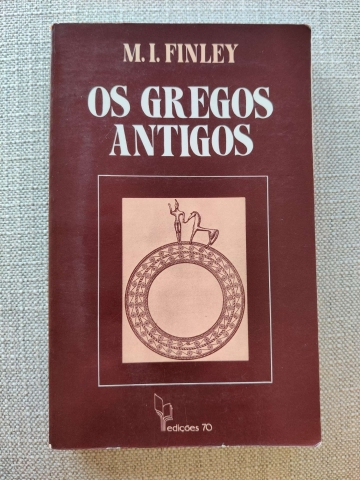 M. I. FINLEY
OS GREGOS
ANTIGOS
edições 70